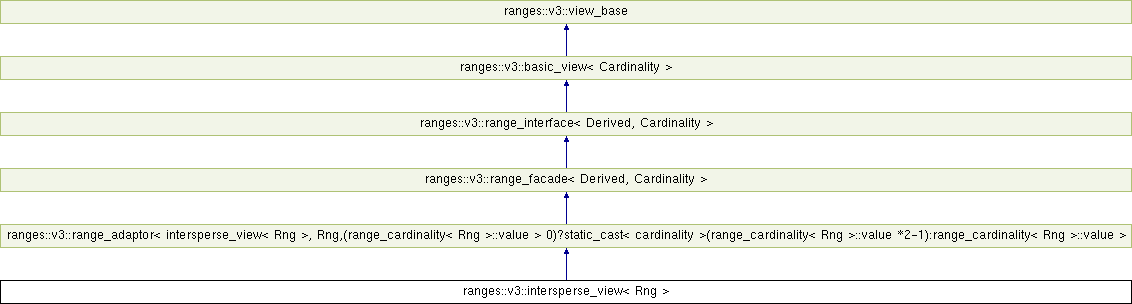 ranges::v3::view_base
ranges::v3::basic_view< Cardinality >
ranges::v3::range_interface< Derived, Cardinality >
ranges::v3::range_facade< Derived, Cardinality >
ranges::v3::range_adaptor< intersperse_view< Rng >, Rng,(range_cardinality< Rng >::value > 0)?static_cast< cardinality >(range_cardinality< Rng >::value *2-1):range_cardinality< Rng >::value >
ranges::v3::intersperse_view< Rng >